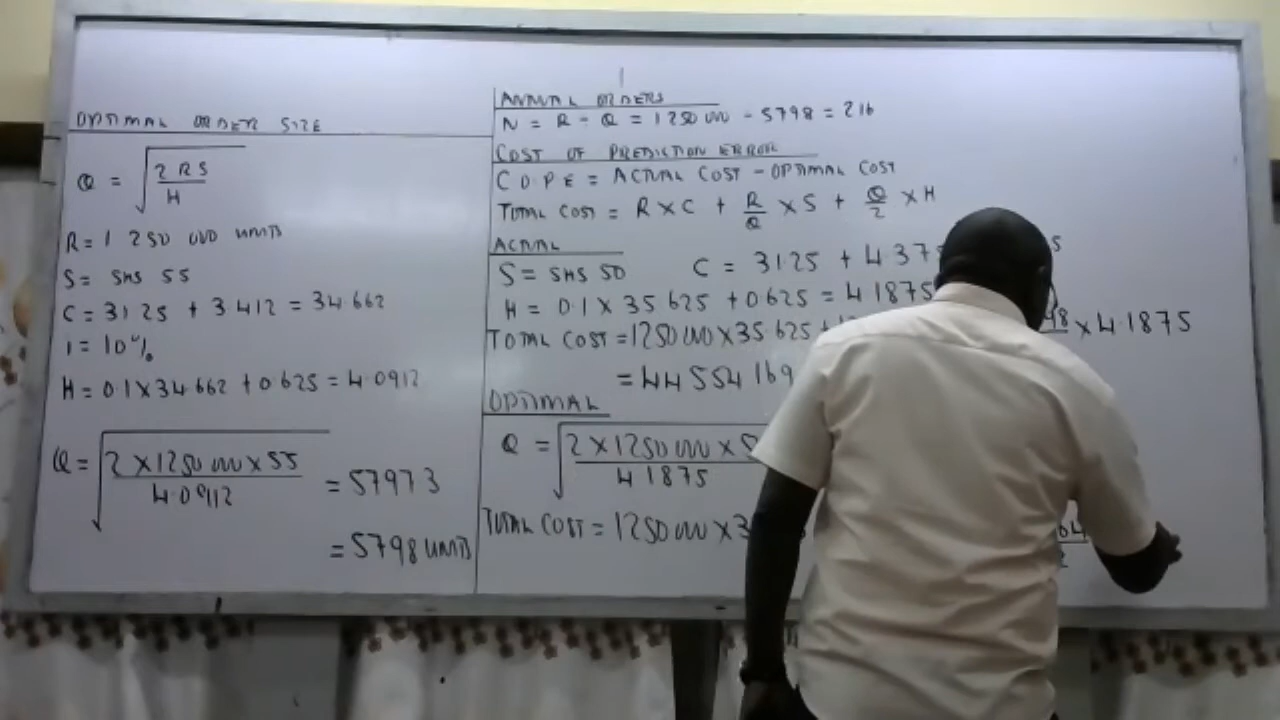 OPTIMAL ORDER SIZE
Q = √ 2RS / H
R = 1 250 000 UNITS
S = SHS 55
C = 31.25 + 3.412 = 34.662
i = 10%
H = 0.1 X 34.662 + 0.625 = 4.0912
Q = √ 2 X 1250 000 X 55 / 4.0912 = 5797.3
= 5798 UNITS
ANNUAL ORDERS
N = R ÷ Q = 1 250 000 ÷ 5798 = 216
COST OF PREDICTION ERROR
C O P E = ACTUAL COST – OPTIMAL COST
TOTAL COST = R X C + R/Q X S + Q/2 X H
ACTUAL
S = SHS 50 C = 31.25 + 4.375
H = 0.1 X 35.625 + 0.625 = 4.1875
TOTAL COST = 1250 000 X 35.625 + X 4.1875
= 44 554 169
OPTIMAL
Q = √ 2 X 1250 000 X / 4.1875
TOTAL COST = 1250 000 X 3